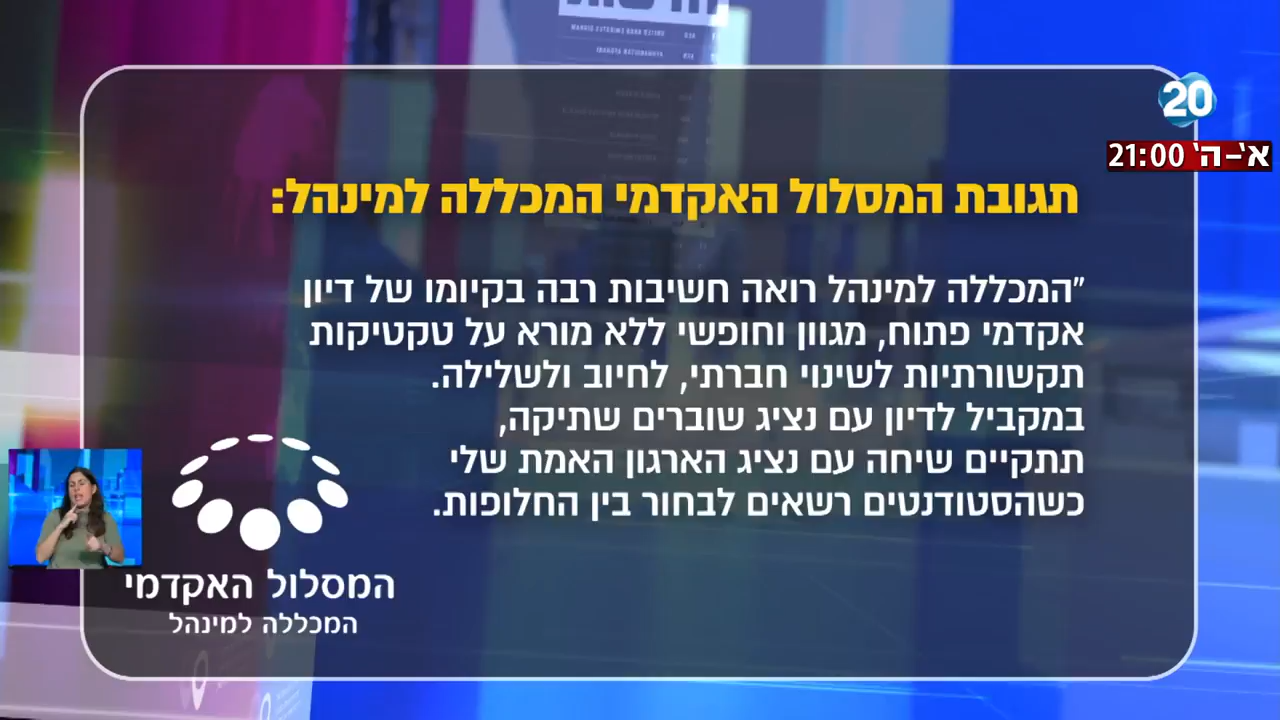 20
א'-ה' 21:00
תגובת המסלול האקדמי המכללה למינהל:
"המכללה למינהל רואה חשיבות רבה בקיומו של דיון
אקדמי פתוח, מגוון וחופשי ללא מורא על טקטיקות
תקשורתיות לשינוי חברתי, לחיוב ולשלילה.
במקביל לדיון עם נציג שוברים שתיקה,
תתקיים שיחה עם נציג הארגון האמת שלי
כשהסטודנטים רשאים לבחור בין החלופות.
המסלול האקדמי
המכללה למינהל